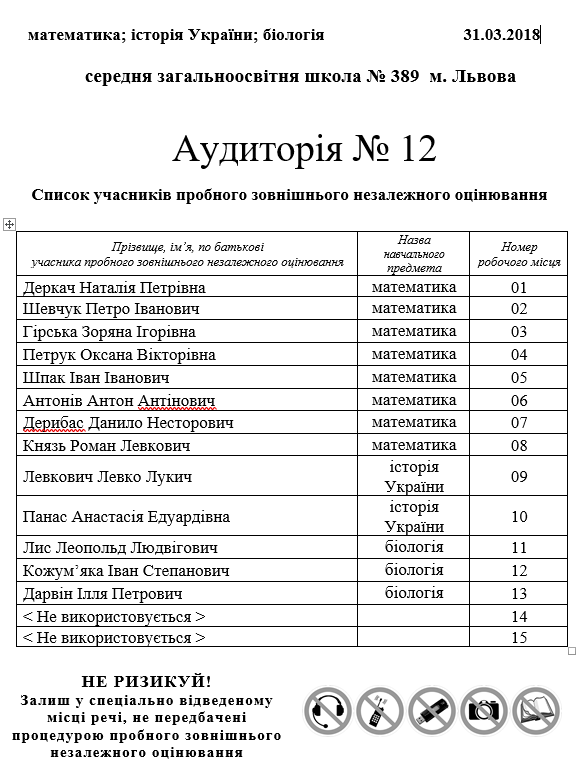 математика; історія України; біологія 31.03.2018
середня загальноосвітня школа № 389 м. Львова
Аудиторія № 12
Список учасників пробного зовнішнього незалежного оцінювання
Прізвище, ім’я, по батькові
учасника пробного зовнішнього незалежного оцінювання
Назва
навчального
предмета
Номер
робочого місця
Деркач Наталія Петрівна математика 01
Шевчук Петро Іванович математика 02
Гірська Зоряна Ігорівна математика 03
Петрук Оксана Вікторівна математика 04
Шпак Іван Іванович математика 05
Антонів Антон Антінович математика 06
Дерибас Данило Несторович математика 07
Князь Роман Левкович математика 08
Левкович Левко Лукич історія
України 09
Панас Анастасія Едуардівна історія
України 10
Лис Леопольд Людвігович біологія 11
Кожум’яка Іван Степанович біологія 12
Дарвін Ілля Петрович біологія 13
< Не використовується > 14
< Не використовується > 15
НЕ РИЗИКУЙ!
Залиш у спеціально відведеному
місці речі, не передбачені
процедурою пробного зовнішнього
незалежного оцінювання